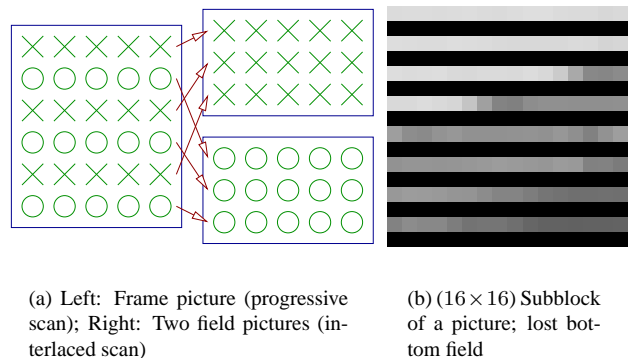 (a) Left: Frame picture (progressive
scan); Right: Two field pictures (in-
terlaced scan)
(b) (16×16) Subblock
of a picture; lost bot-
tom field